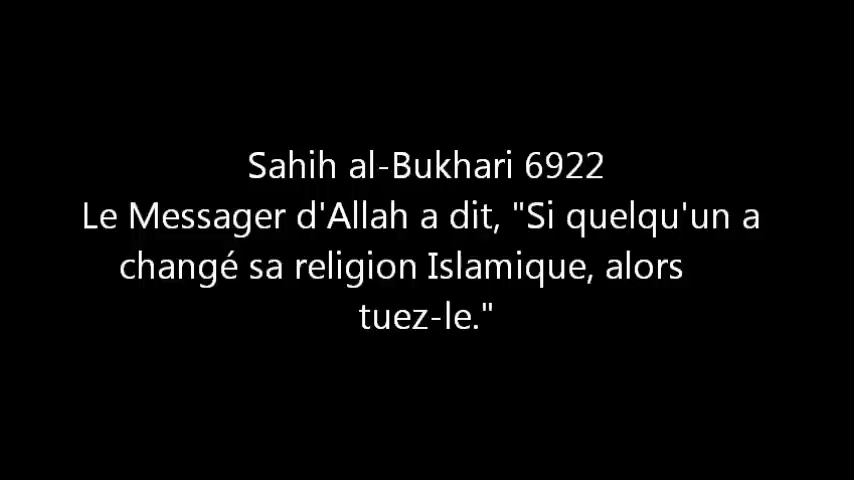 Sahih al-Bukhari 6922
Le Messager d'Allah a dit, "Si quelqu'un a
changé sa religion Islamique, alors
tuez-le."